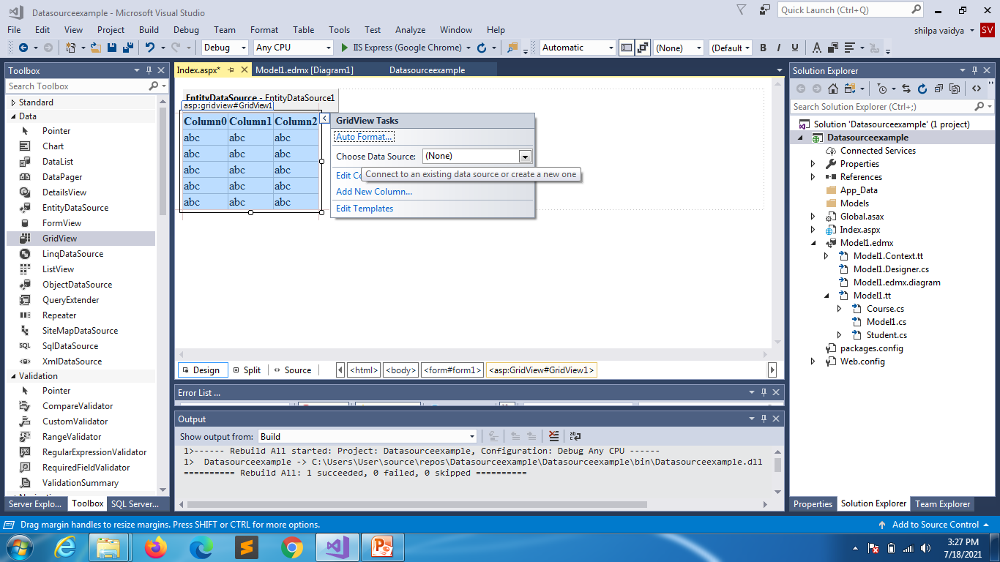 Datasourceexample - Microsoft Visual Studio
Quick Launch (Ctrl+Q)
File Edit View Project Build Debug Team Format Table Tools Test Analyze Window Help
shilpa vaidya SV
Debug Any CPU IIS Express (Google Chrome) Automatic (None) (Default B I U A
Toolbox
Search Toolbox
Standard
Data
Pointer
Chart
DataList
DataPager
DetailsView
EntityDataSource
FormView
GridView
LinqDataSource
ListView
ObjectDataSource
QueryExtender
Repeater
SiteMapDataSource
SqlDataSource
XmlDataSource
Validation
Pointer
CompareValidator
CustomValidator
RangeValidator
RegularExpressionValidator
RequiredFieldValidator
ValidationSummary
Server Explo... Toolbox SQL Server...
Index.aspx* Model1.edmx [Diagram1] Datasourceexample
EntityDataSource - EntityDataSource1
asp:gridview#GridView1
Column0 Column1 Column2
abc abc abc
abc abc abc
abc abc abc
abc abc abc
abc abc abc
GridView Tasks
Auto Format...
Choose Data Source: (None)
Edit Co
Connect to an existing data source or create a new one
Add New Column...
Edit Templates
Design Split Source <html> <body> <form#form1> <asp:GridView#GridView1>
Error List ...
Output
Show output from: Build
1>------ Rebuild All started: Project: Datasourceexample, Configuration: Debug Any CPU ------
1> Datasourceexample -> C:\Users\User\source\repos\Datasourceexample\Datasourceexample\bin\Datasourceexample.dll
========== Rebuild All: 1 succeeded, 0 failed, 0 skipped ==========
Solution Explorer
Search Solution Explorer (Ctrl+;)
Solution 'Datasourceexample' (1 project)
Datasourceexample
Connected Services
Properties
References
App_Data
Models
Global.asax
Index.aspx
Model1.edmx
Model1.Context.tt
Model1.Designer.cs
Model1.edmx.diagram
Model1.tt
Course.cs
Model1.cs
Student.cs
packages.config
Web.config
Properties Solution Explorer Team Explorer
Drag margin handles to resize margins. Press SHIFT or CTRL for more options.
Add to Source Control
3:27 PM
7/18/2021